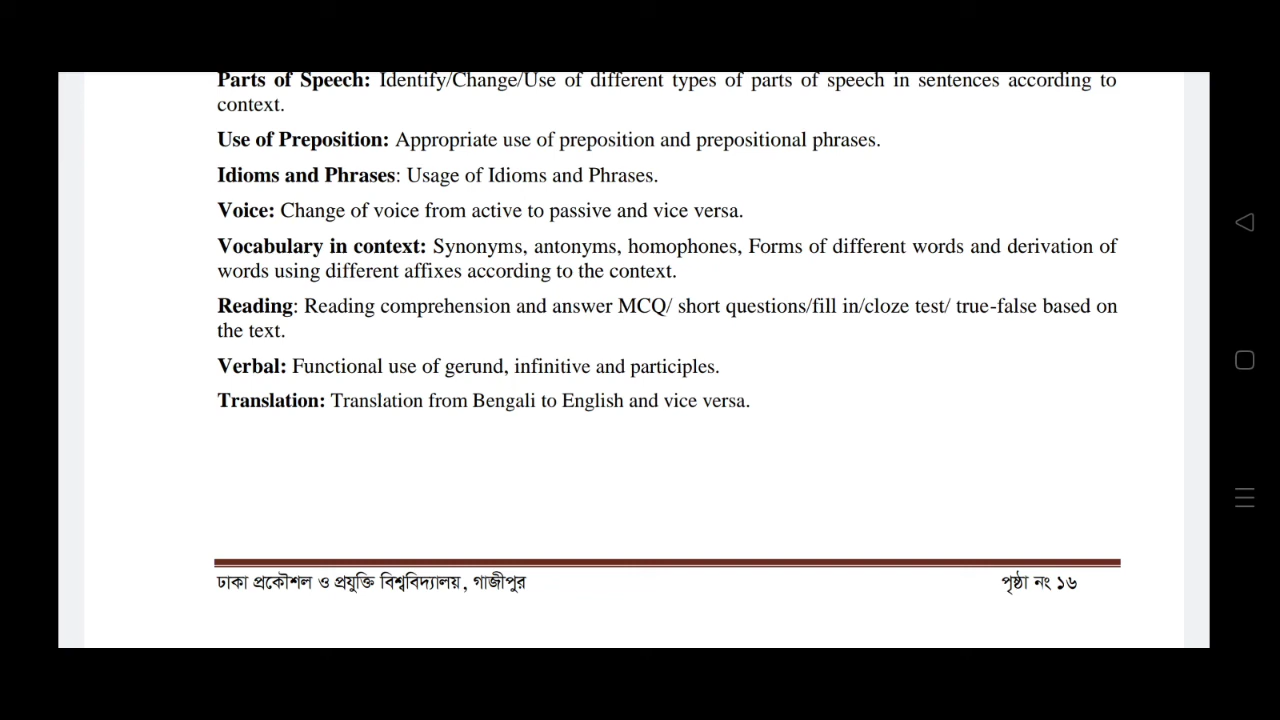 Parts of Speech: Identify/Change/Use of different types of parts of speech in sentences according to
context.
Use of Preposition: Appropriate use of preposition and prepositional phrases.
Idioms and Phrases: Usage of Idioms and Phrases.
Voice: Change of voice from active to passive and vice versa.
Vocabulary in context: Synonyms, antonyms, homophones, Forms of different words and derivation of
words using different affixes according to the context.
Reading: Reading comprehension and answer MCQ/ short questions/fill in/cloze test/ true-false based on
the text.
Verbal: Functional use of gerund, infinitive and participles.
Translation: Translation from Bengali to English and vice versa.
ঢাকা প্রকৌশল ও প্রযুক্তি বিশ্ববিদ্যালয়, গাজীপুর পৃষ্ঠা নং ১৬